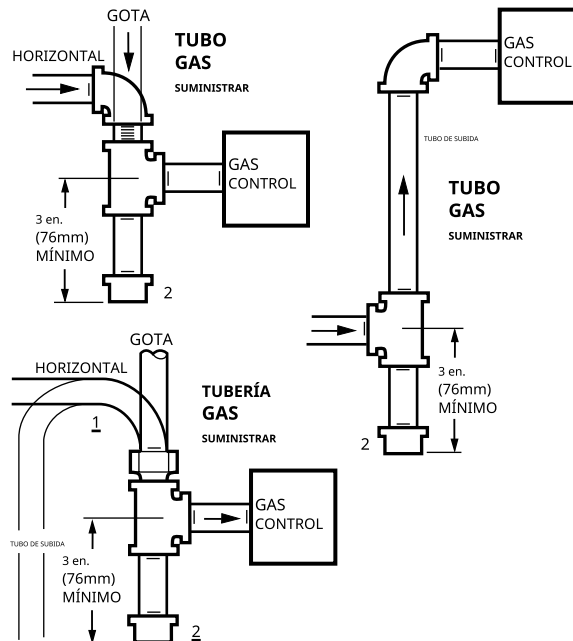 GOTA
HORIZONTAL
TUBO
GAS
SUMINISTRAR
GAS
CONTROL
3 en.
(76mm)
MÍNIMO
2
GAS
CONTROL
TUBO DE SUBIDA
TUBO
GAS
SUMINISTRAR
3 en.
(76mm)
MÍNIMO
2
GOTA
HORIZONTAL
1
TUBERÍA
GAS
SUMINISTRAR
GAS
CONTROL
TUBO DE SUBIDA
3 en.
(76mm)
MÍNIMO
2